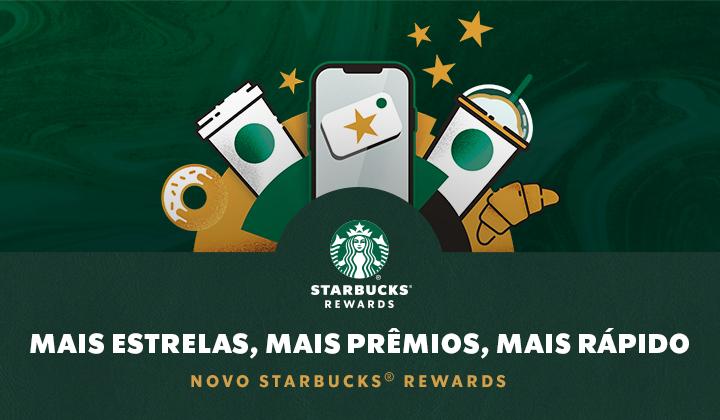 STARBUCKS®
REWARDS
MAIS ESTRELAS, MAIS PRÊMIOS, MAIS RÁPIDO
NOVO STARBUCKS® REWARDS